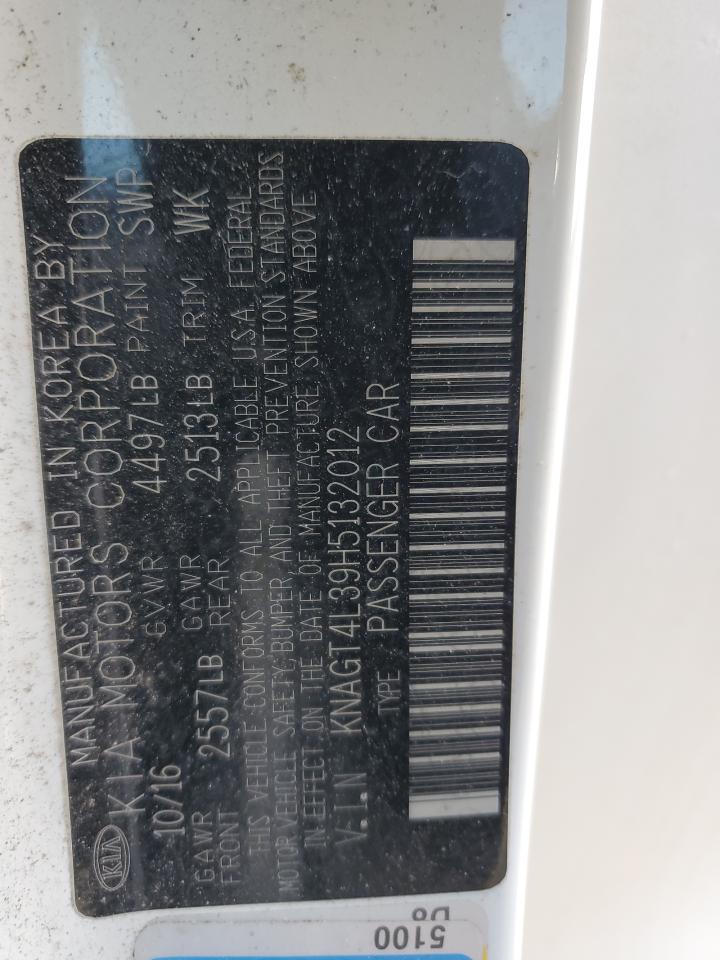 MANUFACTURED IN KOREA BY
KIA KIA MOTORS CORPORATION
10/16 GVWR 4497LB PAINT SWP
GAWR FRONT 2557LB GAWR REAR 2513LB TRIM WK
THIS VEHICLE CONFORMS TO ALL APPLICABLE U.S.A. FEDERAL
MOTOR VEHICLE SAFETY, BUMPER AND THEFT PREVENTION STANDARDS
IN EFFECT ON THE DATE OF MANUFACTURE, SHOWN ABOVE
V.I.N KNAGT4L39H5132012
TYPE PASSENGER CAR
5100